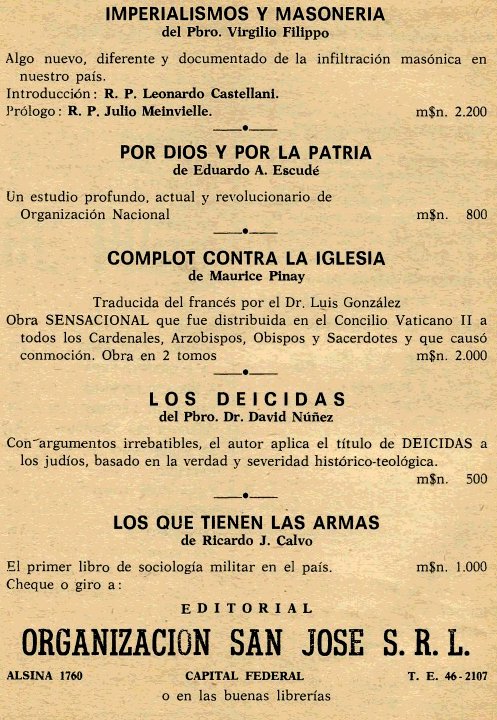 IMPERIALISMOS Y MASONERIA
del Pbro. Virgilio Filippo
Algo nuevo, diferente y documentado de la infiltración masónica en
nuestro país.
Introducción: R. P. Leonardo Castellani.
Prólogo: R. P. Julio Meinvielle. m$n. 2.200
POR DIOS Y POR LA PATRIA
de Eduardo A. Escudé
Un estudio profundo, actual y revolucionario de
Organización Nacional m$n. 800
COMPLOT CONTRA LA IGLESIA
de Maurice Pinay
Traducida del francés por el Dr. Luis González
Obra SENSACIONAL que fue distribuida en el Concilio Vaticano II a
todos los Cardenales, Arzobispos, Obispos y Sacerdotes y que causó
conmoción. Obra en 2 tomos m$n. 2.000
LOS DEICIDAS
del Pbro. Dr. David Núñez
Con argumentos irrebatibles, el autor aplica el título de DEICIDAS a
los judíos, basado en la verdad y severidad histórico-teológica.
m$n. 500
LOS QUE TIENEN LAS ARMAS
de Ricardo J. Calvo
El primer libro de sociología militar en el país. m$n. 1.000
Cheque o giro a:
EDITORIAL
ORGANIZACION SAN JOSE S. R. L.
ALSINA 1760 CAPITAL FEDERAL T. E. 46-2107
o en las buenas librerías